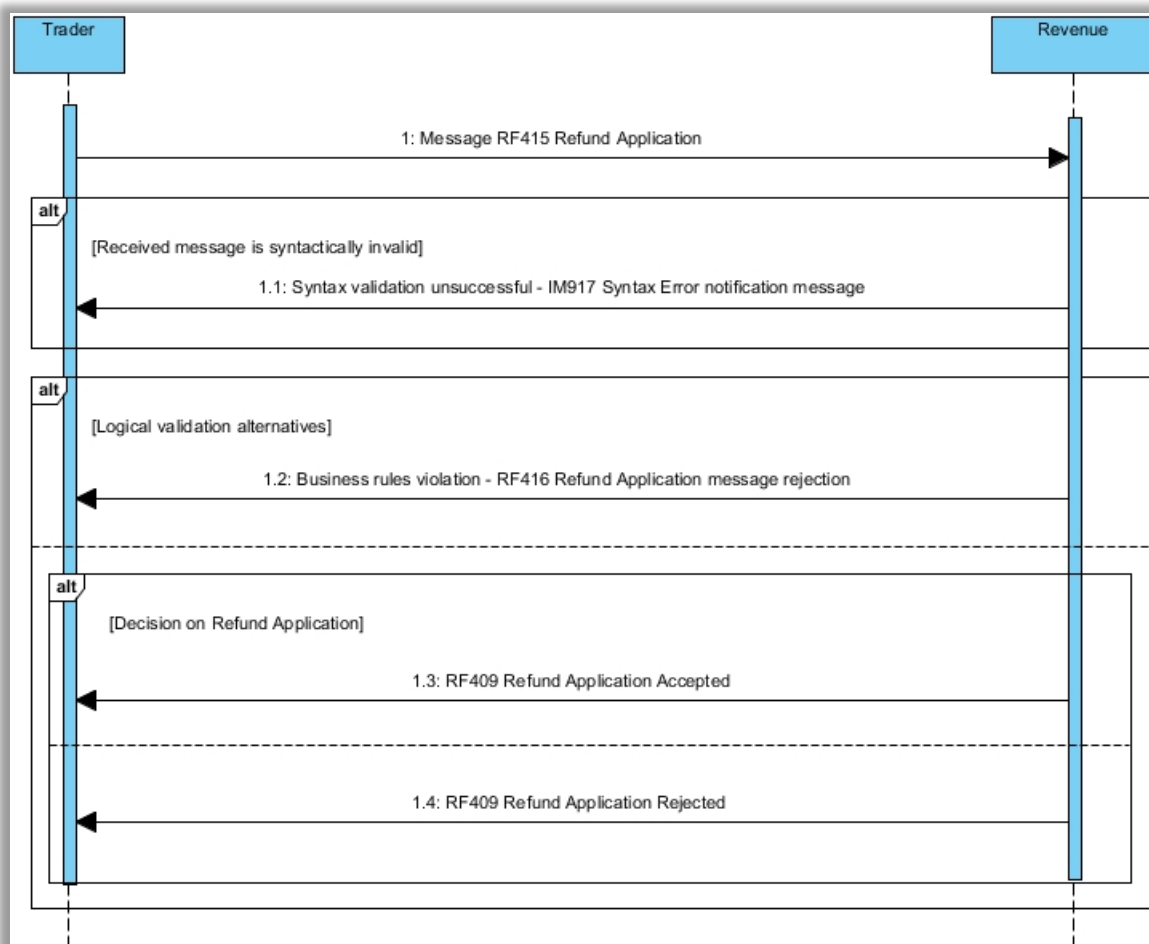 Trader
Revenue
1: Message RF415 Refund Application
alt
[Received message is syntactically invalid]
1.1: Syntax validation unsuccessful - IM917 Syntax Error notification message
alt
[Logical validation alternatives]
1.2: Business rules violation - RF416 Refund Application message rejection
alt
[Decision on Refund Application]
1.3: RF409 Refund Application Accepted
1.4: RF409 Refund Application Rejected